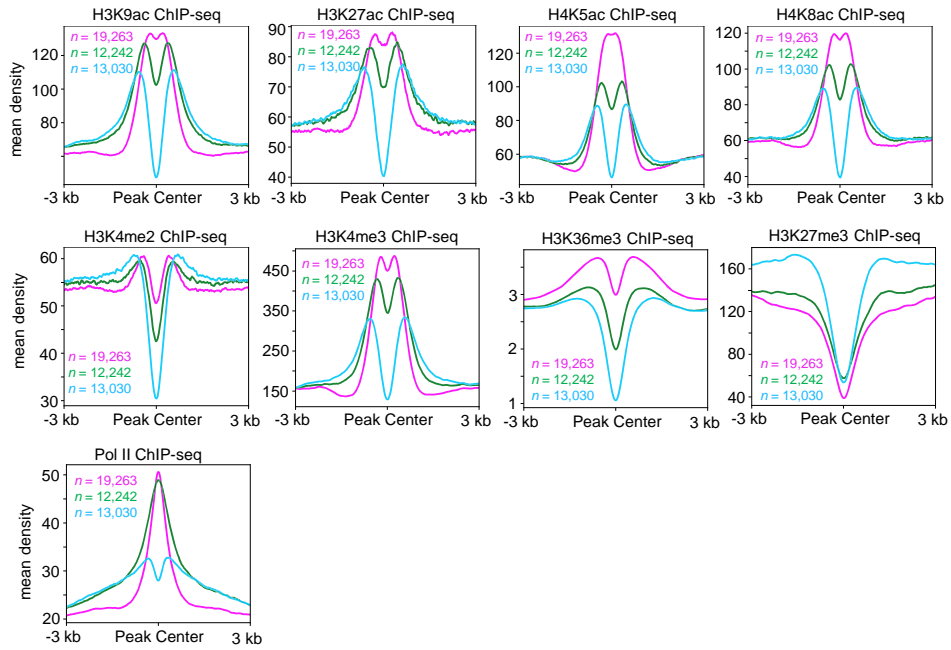 H3K9ac ChIP-seq
n = 19,263
n = 12,242
n = 13,030
120
100
80
60
mean density
-3 kb Peak Center 3 kb
H3K27ac ChIP-seq
n = 19,263
n = 12,242
n = 13,030
90
80
70
60
50
40
-3 kb Peak Center 3 kb
H4K5ac ChIP-seq
n = 19,263
n = 12,242
n = 13,030
120
100
80
60
-3 kb Peak Center 3 kb
H4K8ac ChIP-seq
n = 19,263
n = 12,242
n = 13,030
120
100
80
60
40
-3 kb Peak Center 3 kb
H3K4me2 ChIP-seq
60
50
40
30
mean density
n = 19,263
n = 12,242
n = 13,030
-3 kb Peak Center 3 kb
H3K4me3 ChIP-seq
n = 19,263
n = 12,242
n = 13,030
450
350
250
150
-3 kb Peak Center 3 kb
H3K36me3 ChIP-seq
3
2
1
n = 19,263
n = 12,242
n = 13,030
-3 kb Peak Center 3 kb
H3K27me3 ChIP-seq
160
120
80
40
n = 19,263
n = 12,242
n = 13,030
-3 kb Peak Center 3 kb
Pol II ChIP-seq
n = 19,263
n = 12,242
n = 13,030
50
40
30
20
mean density
-3 kb Peak Center 3 kb